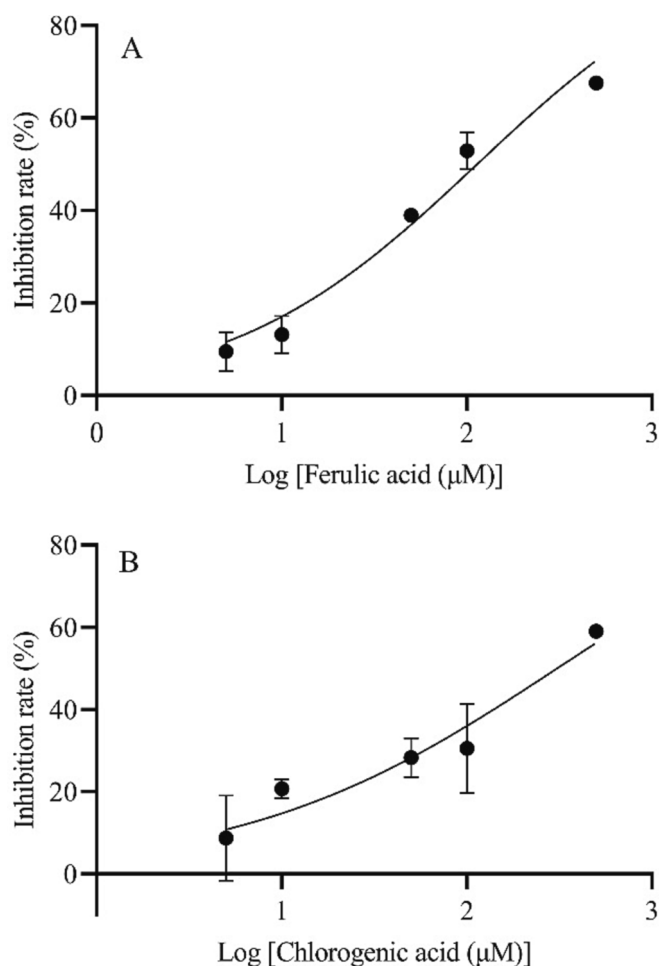 80
A
60
40
20
0
0 1 2 3
Inhibition rate (%)
Log [Ferulic acid (μM)]
80
B
60
40
20
0
1 2 3
Inhibition rate (%)
Log [Chlorogenic acid (μM)]